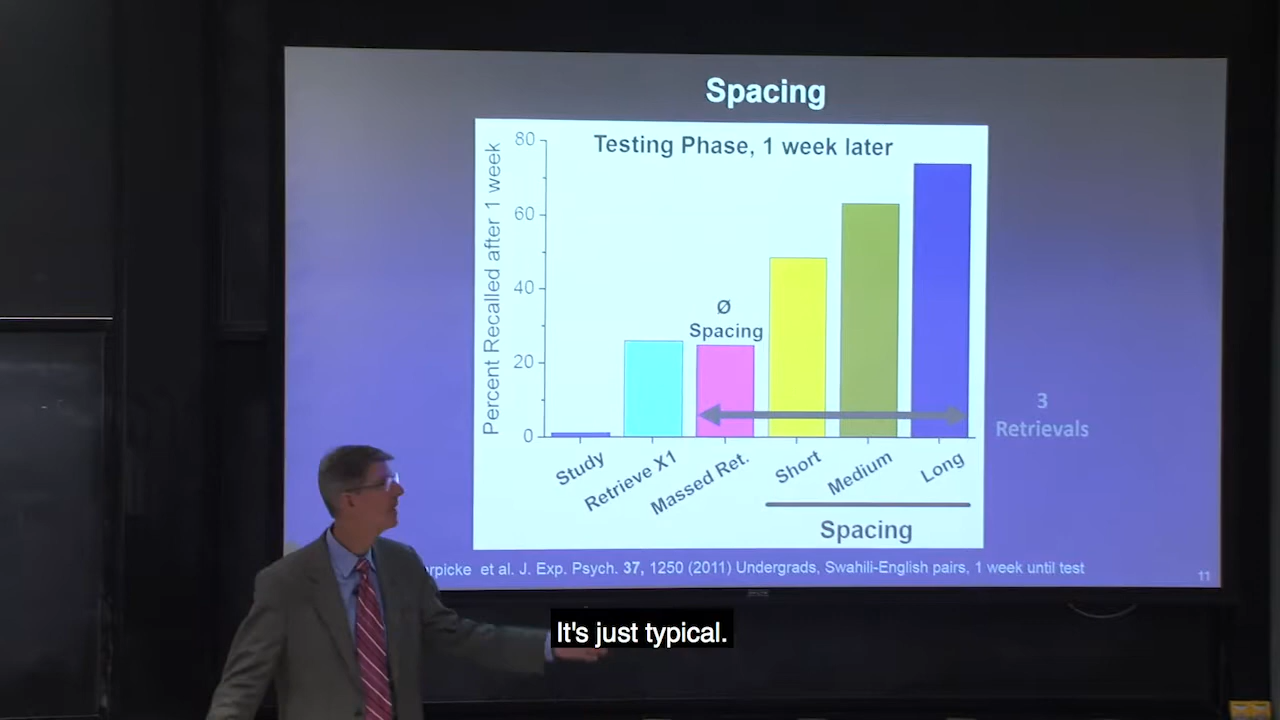 Spacing
Testing Phase, 1 week later
Percent Recalled after 1 week
80
60
40
20
0
Ø
Spacing
3
Retrievals
Study
Retrieve X1
Massed Ret.
Short
Medium
Long
Spacing
rpicke et al. J. Exp. Psych. 37, 1250 (2011) Undergrads, Swahili-English pairs, 1 week until test
11
It's just typical.